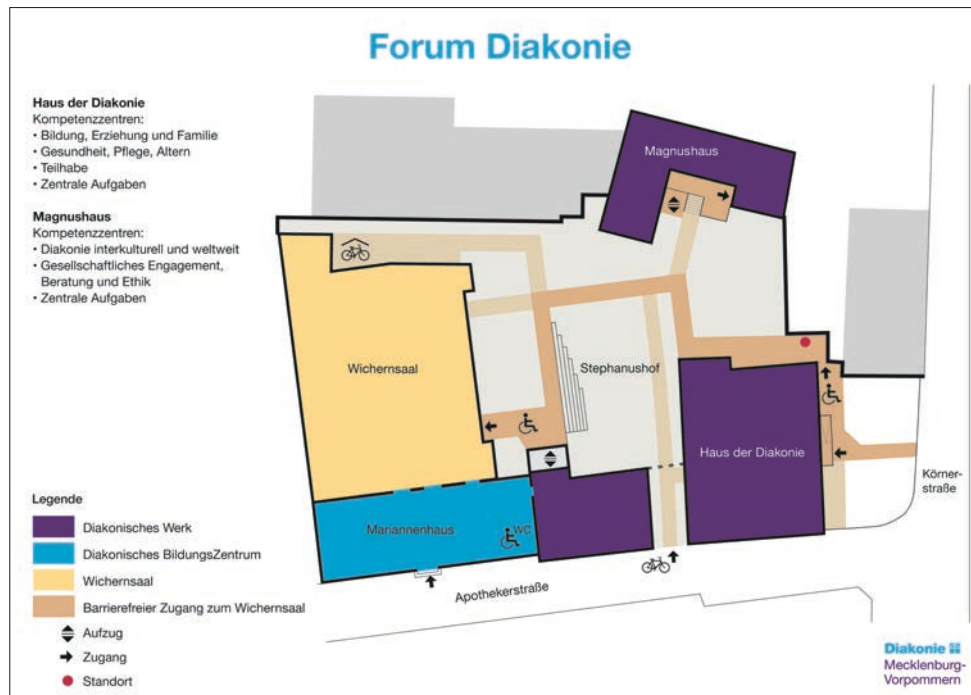 Forum Diakonie
Haus der Diakonie
Kompetenzzentren:
• Bildung, Erziehung und Familie
• Gesundheit, Pflege, Altern
• Teilhabe
• Zentrale Aufgaben
Magnushaus
Kompetenzzentren:
• Diakonie interkulturell und weltweit
• Gesellschaftliches Engagement,
Beratung und Ethik
• Zentrale Aufgaben
Magnushaus
Wichernsaal
Stephanushof
Haus der Diakonie
Körner-
straße
Mariannenhaus
WC
Apothekerstraße
Legende
Diakonisches Werk
Diakonisches BildungsZentrum
Wichernsaal
Barrierefreier Zugang zum Wichernsaal
Aufzug
Zugang
Standort
Diakonie
Mecklenburg-
Vorpommern